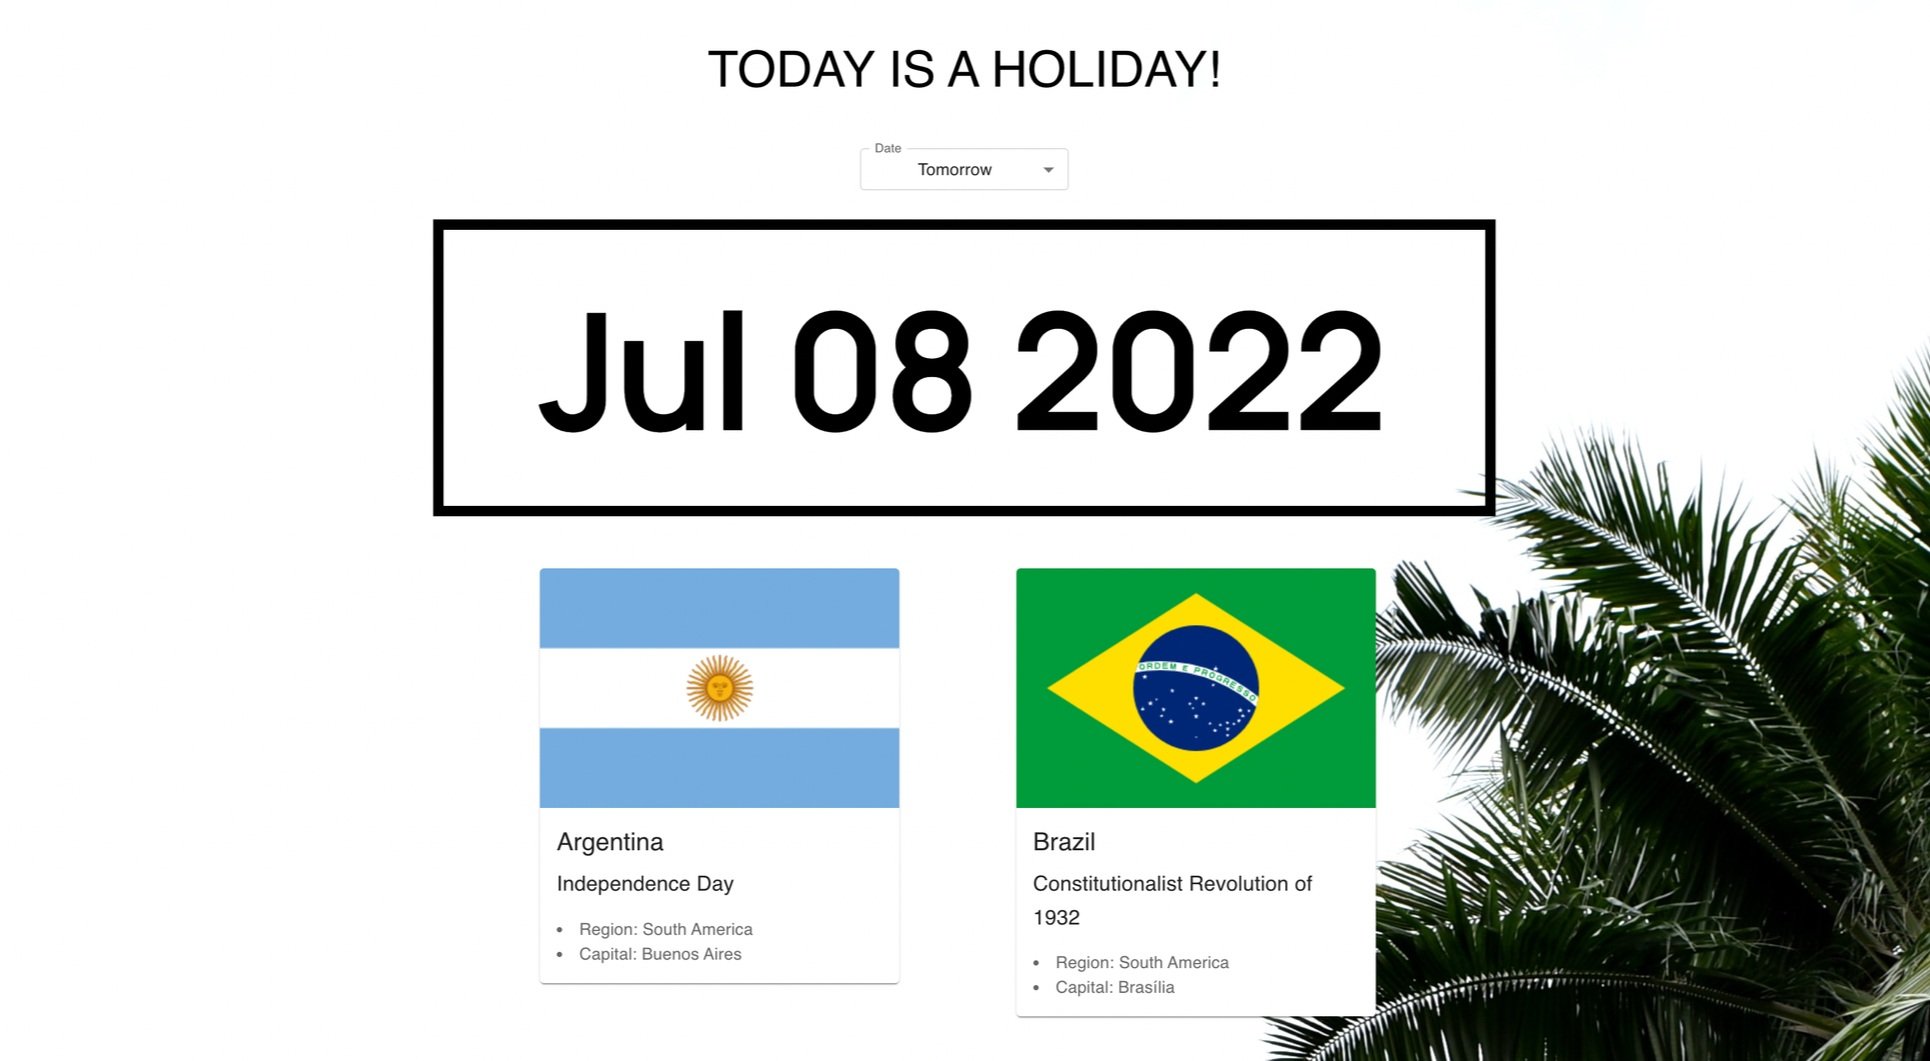 TODAY IS A HOLIDAY!
Date
Tomorrow
Jul 08 2022
ORDEM E PROGRESSO
Argentina
Independence Day
• Region: South America
• Capital: Buenos Aires
Brazil
Constitutionalist Revolution of
1932
• Region: South America
• Capital: Brasília